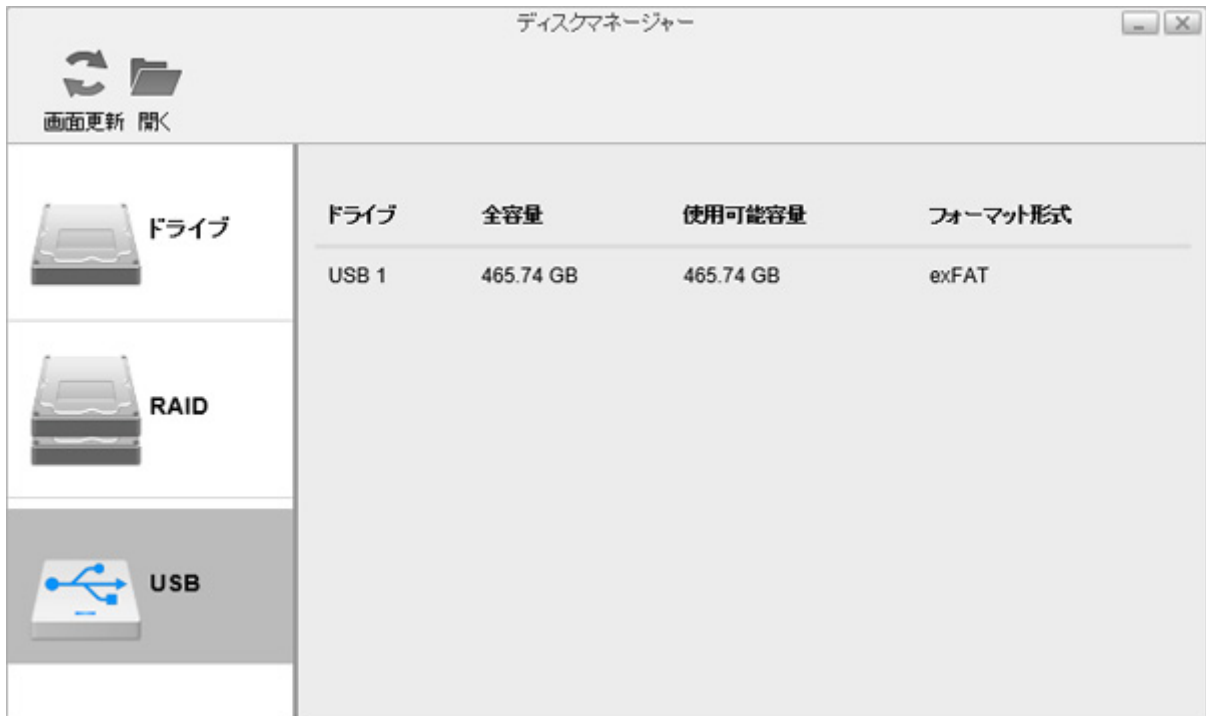 ディスクマネージャー
画面更新 開く
ドライブ
RAID
USB
ドライブ 全容量 使用可能容量 フォーマット形式
USB 1 465.74 GB 465.74 GB exFAT